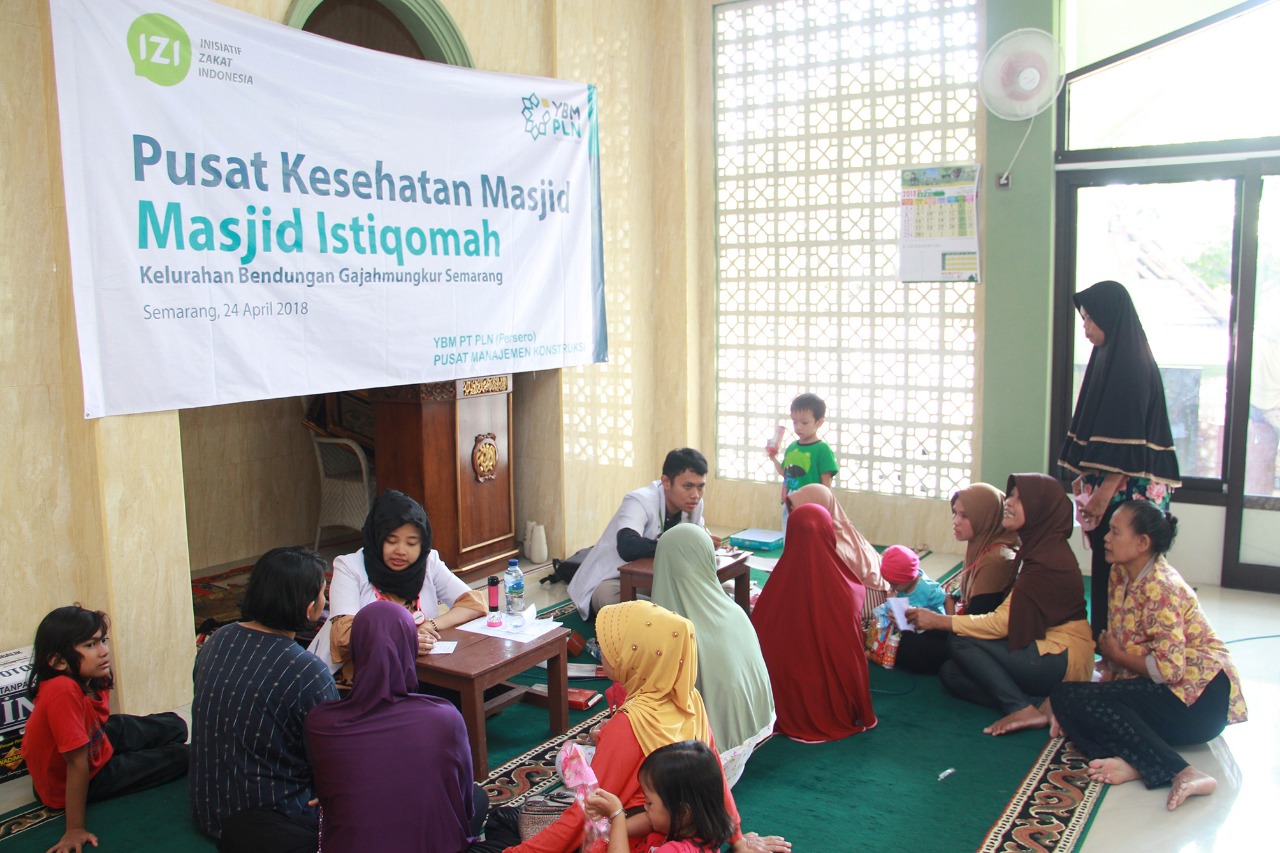 IZI
INISIATIF
ZAKAT
INDONESIA
YBM
PLN
Pusat Kesehatan Masjid
Masjid Istiqomah
Kelurahan Bendungan Gajahmungkur Semarang
Semarang, 24 April 2018
YBM PT PLN (Persero)
PUSAT MANAJEMEN KONSTRUKSI
2018